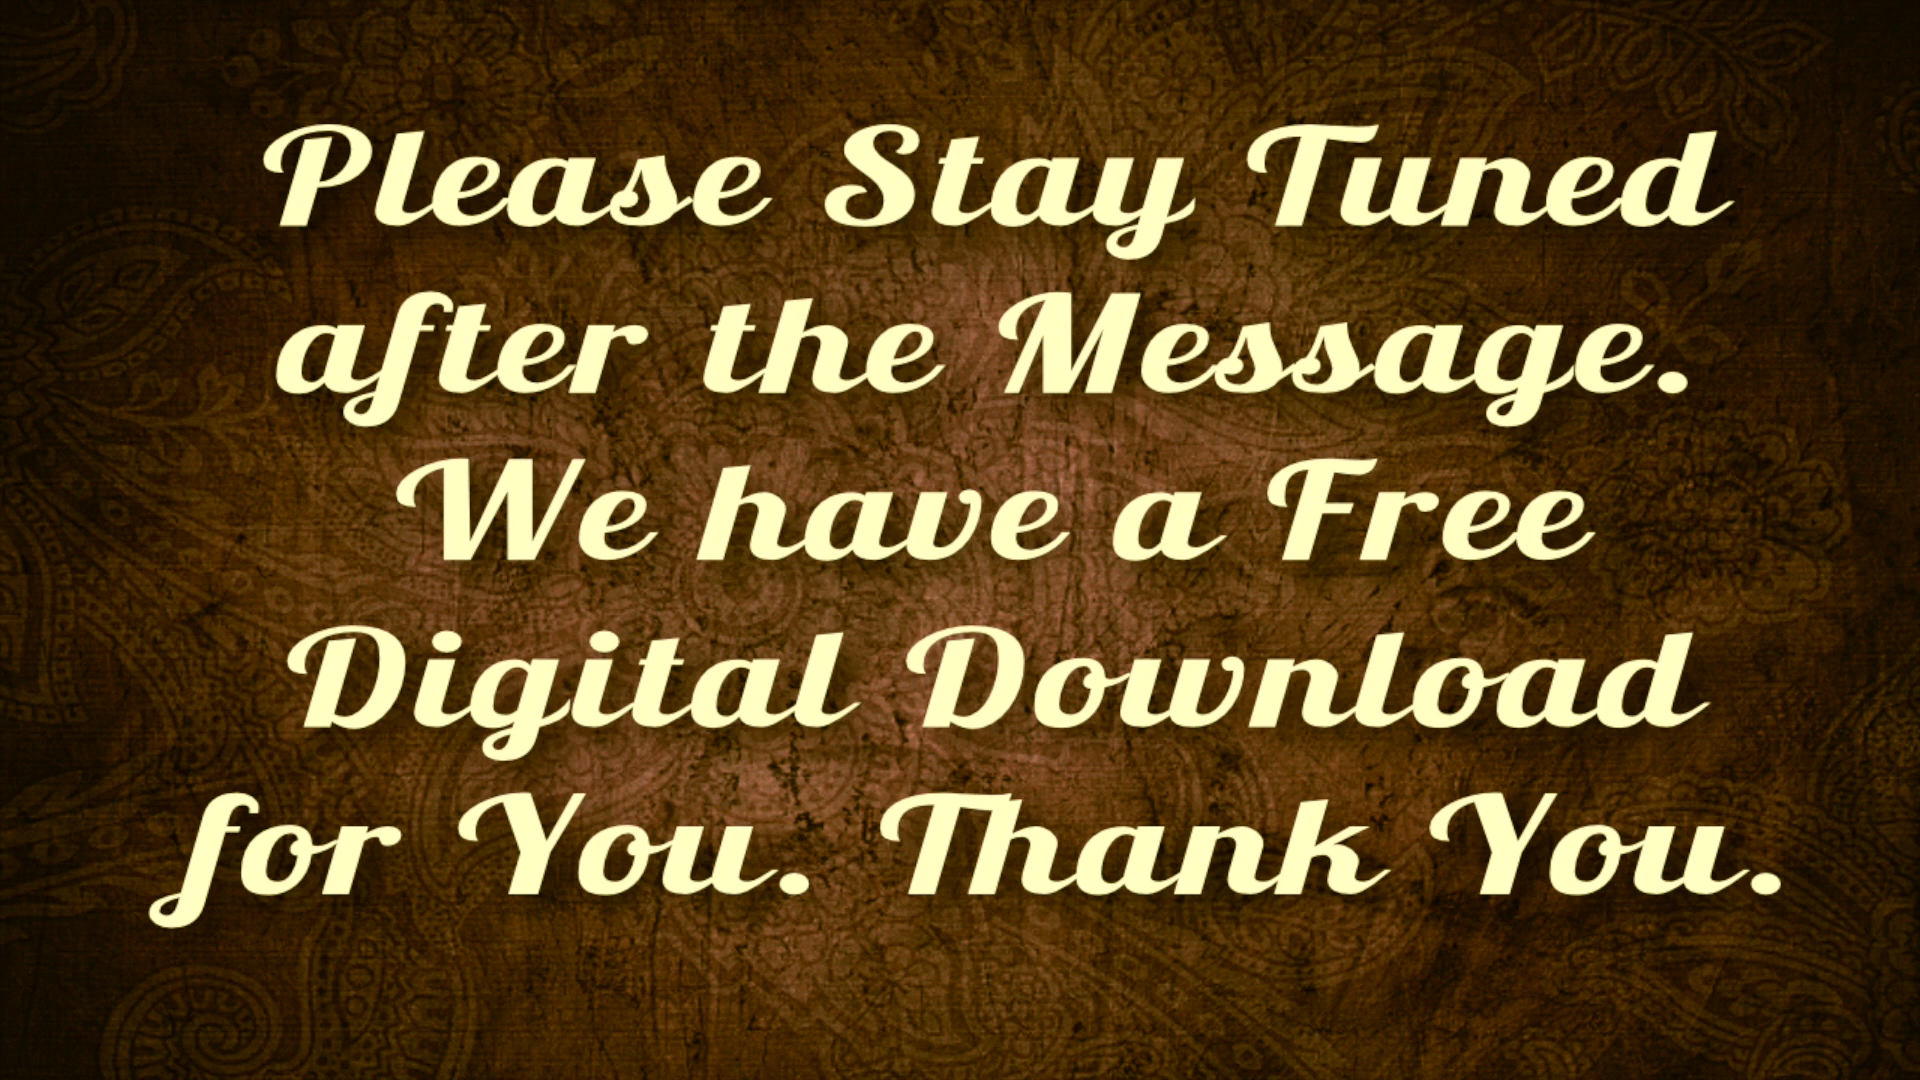 Please Stay Tuned
after the Message.
We have a Free
Digital Download
for You. Thank You.